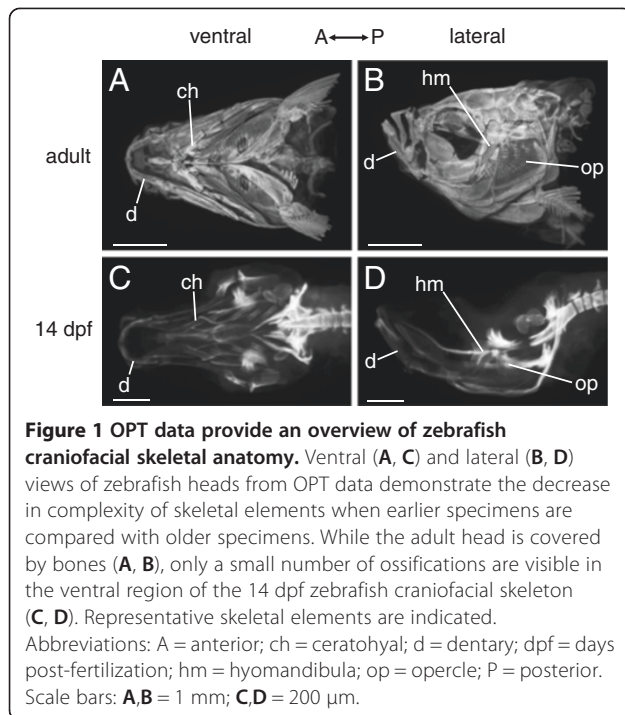 ventral A↔P lateral
A ch d
B hm d op
adult
C ch d
D hm d op
14 dpf
Figure 1 OPT data provide an overview of zebrafish
craniofacial skeletal anatomy. Ventral (A, C) and lateral (B, D)
views of zebrafish heads from OPT data demonstrate the decrease
in complexity of skeletal elements when earlier specimens are
compared with older specimens. While the adult head is covered
by bones (A, B), only a small number of ossifications are visible in
the ventral region of the 14 dpf zebrafish craniofacial skeleton
(C, D). Representative skeletal elements are indicated.
Abbreviations: A = anterior; ch = ceratohyal; d = dentary; dpf = days
post-fertilization; hm = hyomandibula; op = opercle; P = posterior.
Scale bars: A,B = 1 mm; C,D = 200 μm.